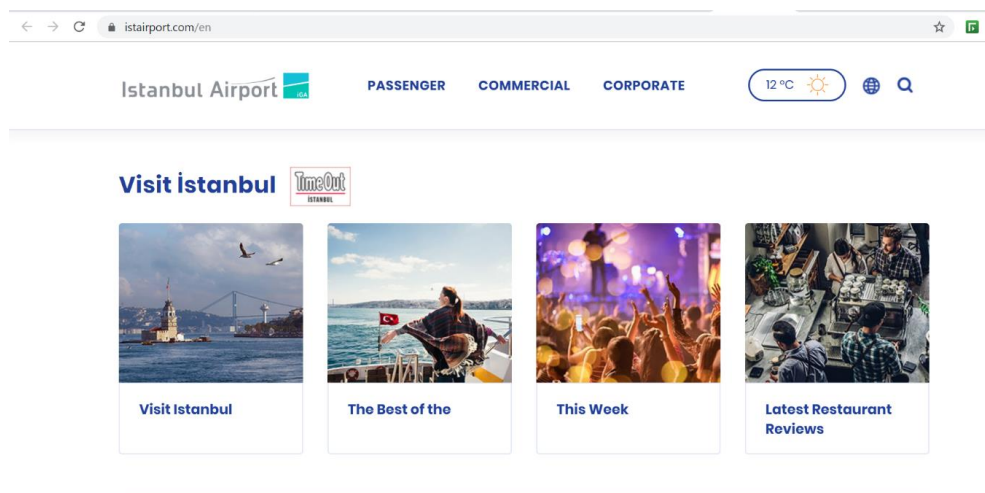 istairport.com/en
Istanbul Airport iGA PASSENGER COMMERCIAL CORPORATE 12 °C
Visit İstanbul TimeOut
İSTANBUL
Visit Istanbul The Best of the This Week Latest Restaurant
Reviews